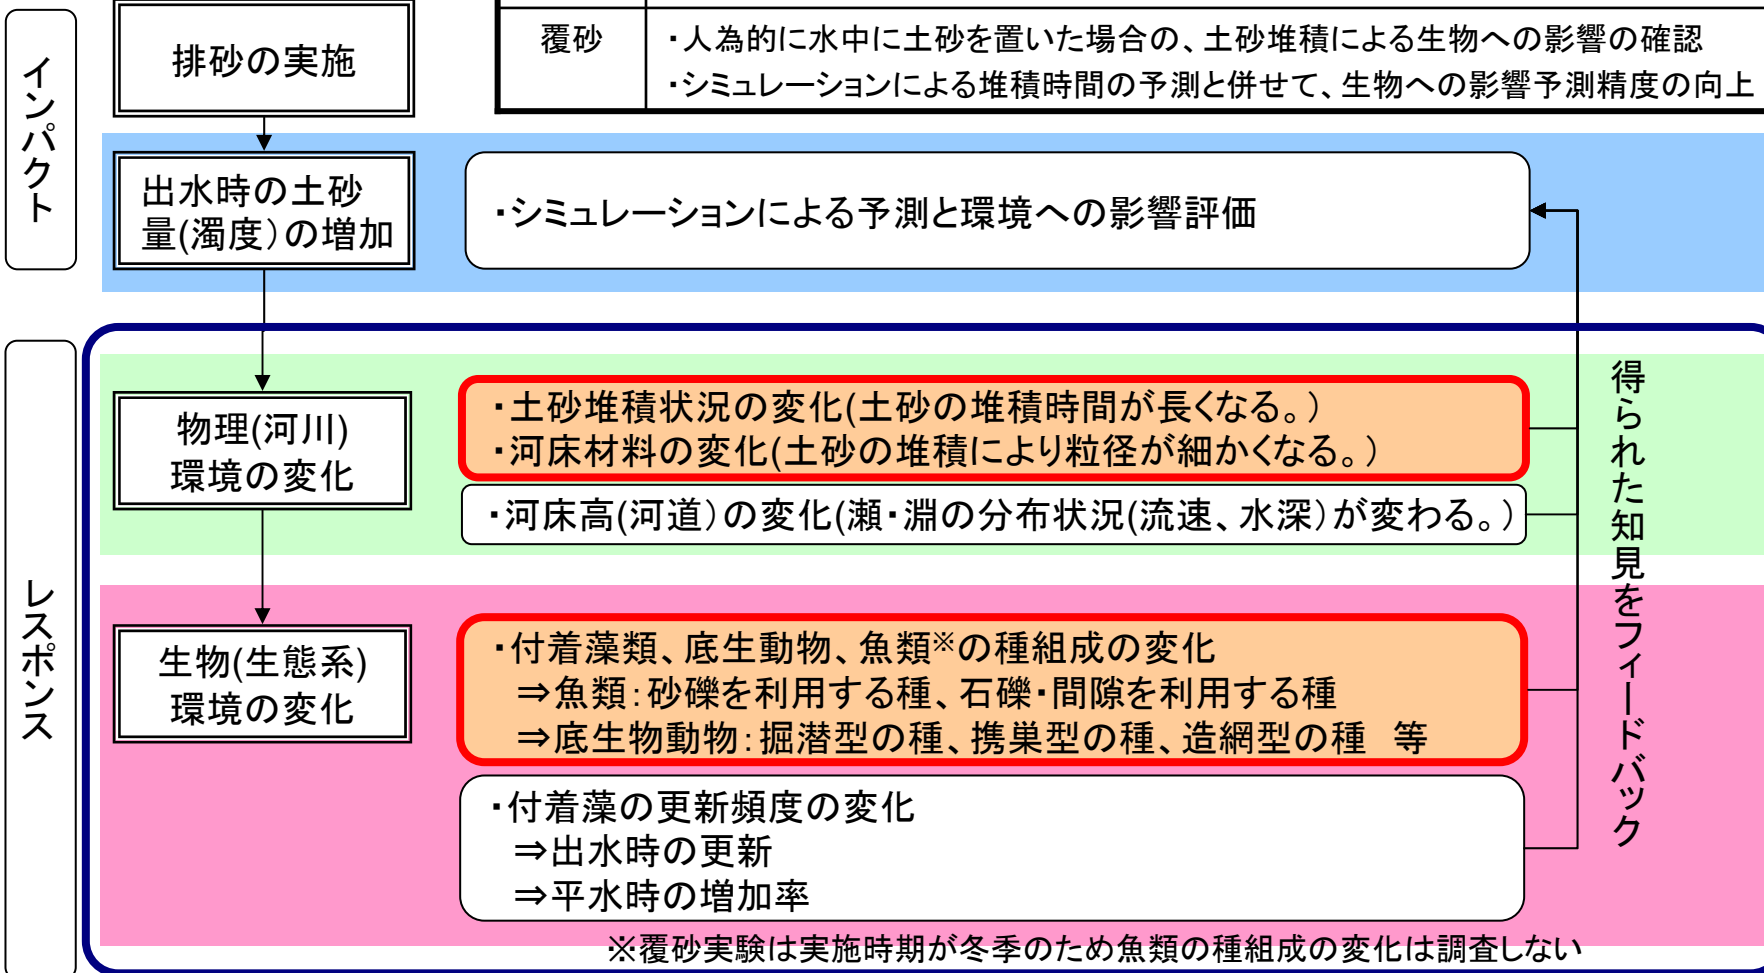 インパクト
排砂の実施
覆砂
・人為的に水中に土砂を置いた場合の、土砂堆積による生物への影響の確認
・シミュレーションによる堆積時間の予測と併せて、生物への影響予測精度の向上
出水時の土砂
量(濁度)の増加
・シミュレーションによる予測と環境への影響評価
レスポンス
物理(河川)
環境の変化
・土砂堆積状況の変化(土砂の堆積時間が長くなる。)
・河床材料の変化(土砂の堆積により粒径が細かくなる。)
・河床高(河道)の変化(瀬・淵の分布状況(流速、水深)が変わる。)
得られた知見をフィードバック
生物(生態系)
環境の変化
・付着藻類、底生動物、魚類※の種組成の変化
⇒魚類：砂礫を利用する種、石礫・間隙を利用する種
⇒底生物動物：掘潜型の種、携巣型の種、造網型の種　等
・付着藻の更新頻度の変化
⇒出水時の更新
⇒平水時の増加率
※覆砂実験は実施時期が冬季のため魚類の種組成の変化は調査しない